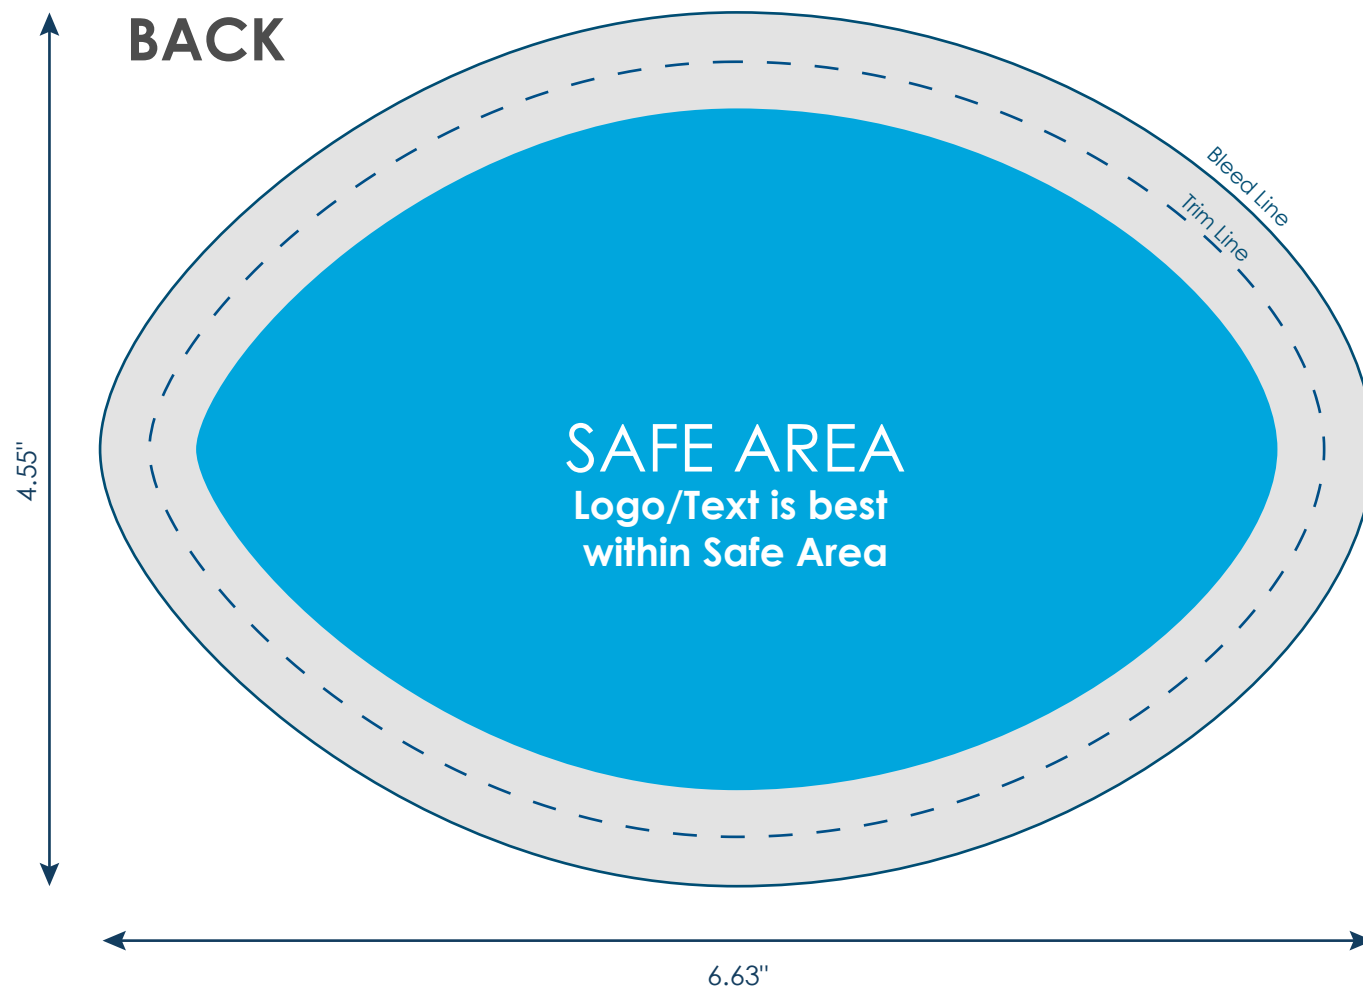 BACK
Bleed Line
Trim Line
4.55"
SAFE AREA
Logo/Text is best
within Safe Area
6.63"